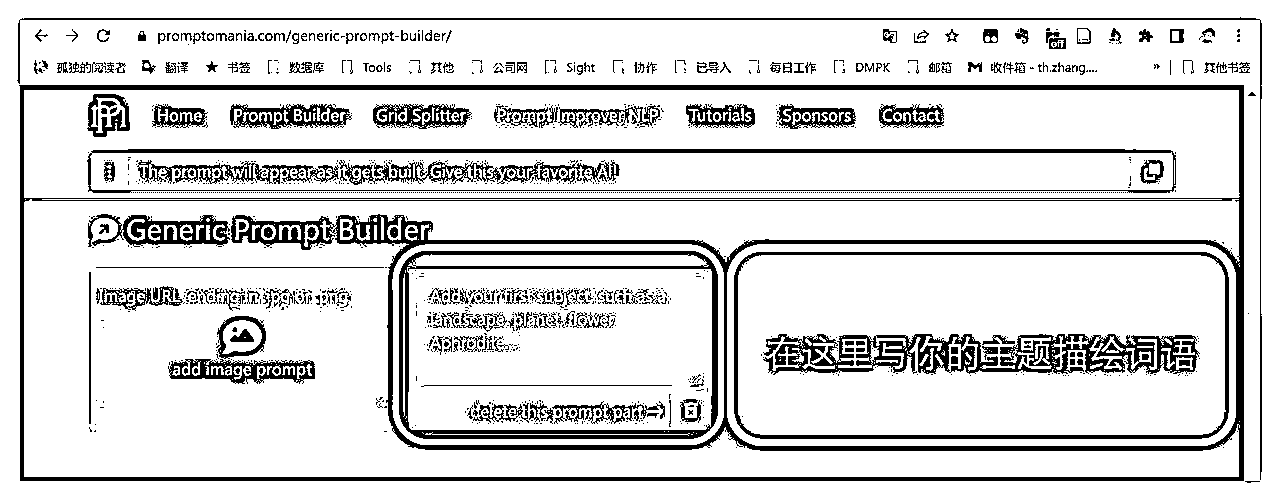 promptomania.com/generic-prompt-builder/
off
孤独的阅读者 翻译 书签 数据库 Tools 其他 公司网 Sight 协作 已导入 每日工作 DMPK 邮箱 收件箱 - th.zhang.... » 其他书签
Home Prompt Builder Grid Splitter Prompt Improver NLP Tutorials Sponsors Contact
The prompt will appear as it gets built. Give this your favorite AI!
Generic Prompt Builder
Image URL ending in jpg or png
add image prompt
Add your first subject, such as a
landscape, planet, flower,
Aphrodite...
delete this prompt part
在这里写你的主题描绘词语